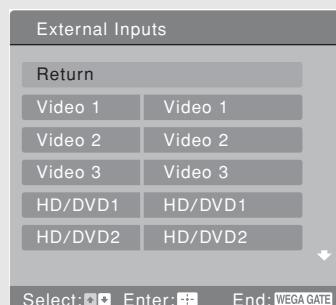 External Inputs
Return
Video 1 Video 1
Video 2 Video 2
Video 3 Video 3
HD/DVD1 HD/DVD1
HD/DVD2 HD/DVD2
Select: Enter: End: WEGA GATE